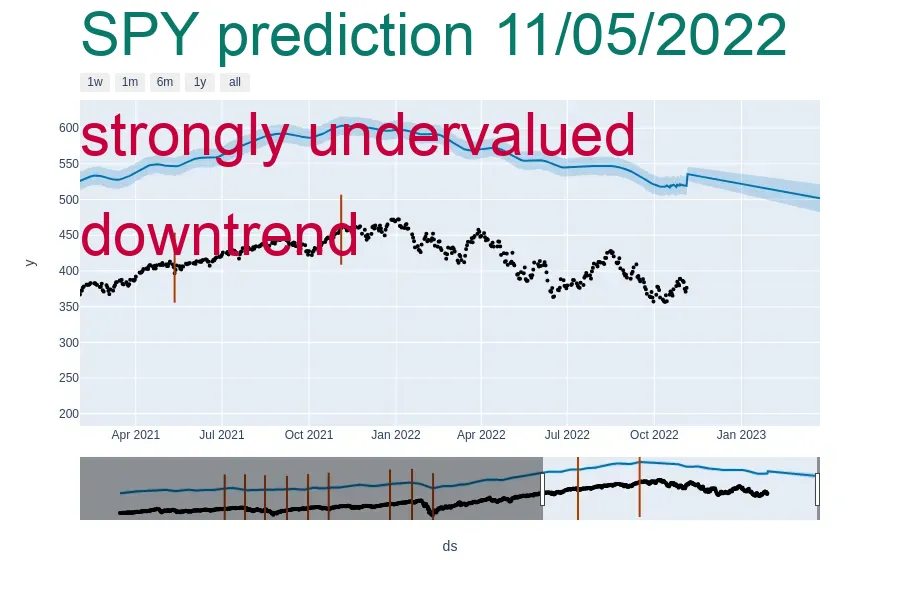 SPY prediction 11/05/2022
1w 1m 6m 1y all
strongly undervalued
downtrend
600
550
500
450
400
350
300
250
200
y
Apr 2021 Jul 2021 Oct 2021 Jan 2022 Apr 2022 Jul 2022 Oct 2022 Jan 2023
ds